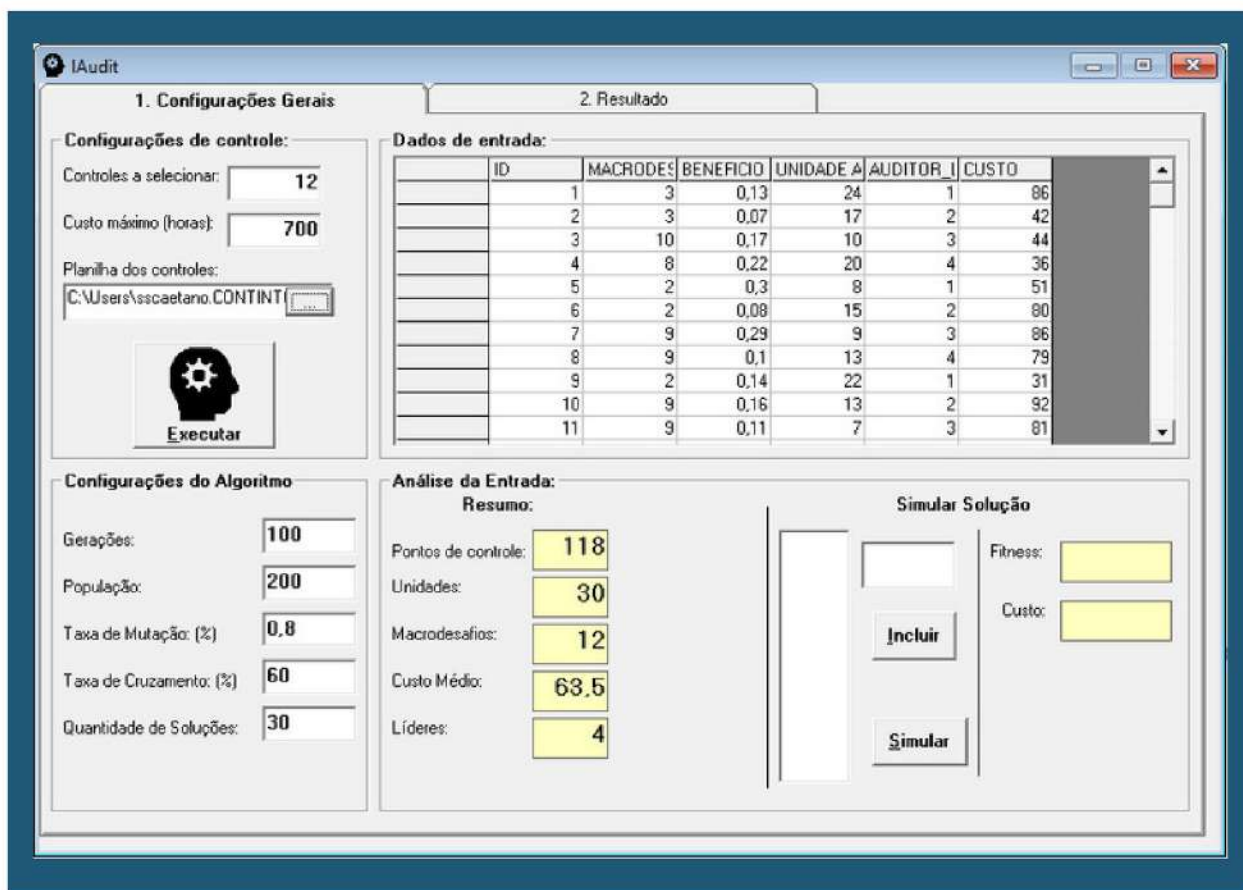 IAudit
1. Configurações Gerais
2. Resultado
Configurações de controle:
Controles a selecionar: 12
Custo máximo (horas): 700
Planilha dos controles:
C:\Users\sscaetano.CONTINT
...
Executar
Dados de entrada:
ID MACRODES BENEFICIO UNIDADE A AUDITOR_L CUSTO
1 3 0,13 24 1 86
2 3 0,07 17 2 42
3 10 0,17 10 3 44
4 8 0,22 20 4 36
5 2 0,3 8 1 51
6 2 0,08 15 2 80
7 9 0,29 9 3 86
8 9 0,1 13 4 79
9 2 0,14 22 1 31
10 9 0,16 13 2 92
11 9 0,11 7 3 81
Configurações do Algoritmo
Gerações: 100
População: 200
Taxa de Mutação: (%) 0,8
Taxa de Cruzamento: (%) 60
Quantidade de Soluções: 30
Análise da Entrada:
Resumo:
Pontos de controle: 118
Unidades: 30
Macrodesafios: 12
Custo Médio: 63,5
Líderes: 4
Simular Solução
Incluir
Simular
Fitness:
Custo: